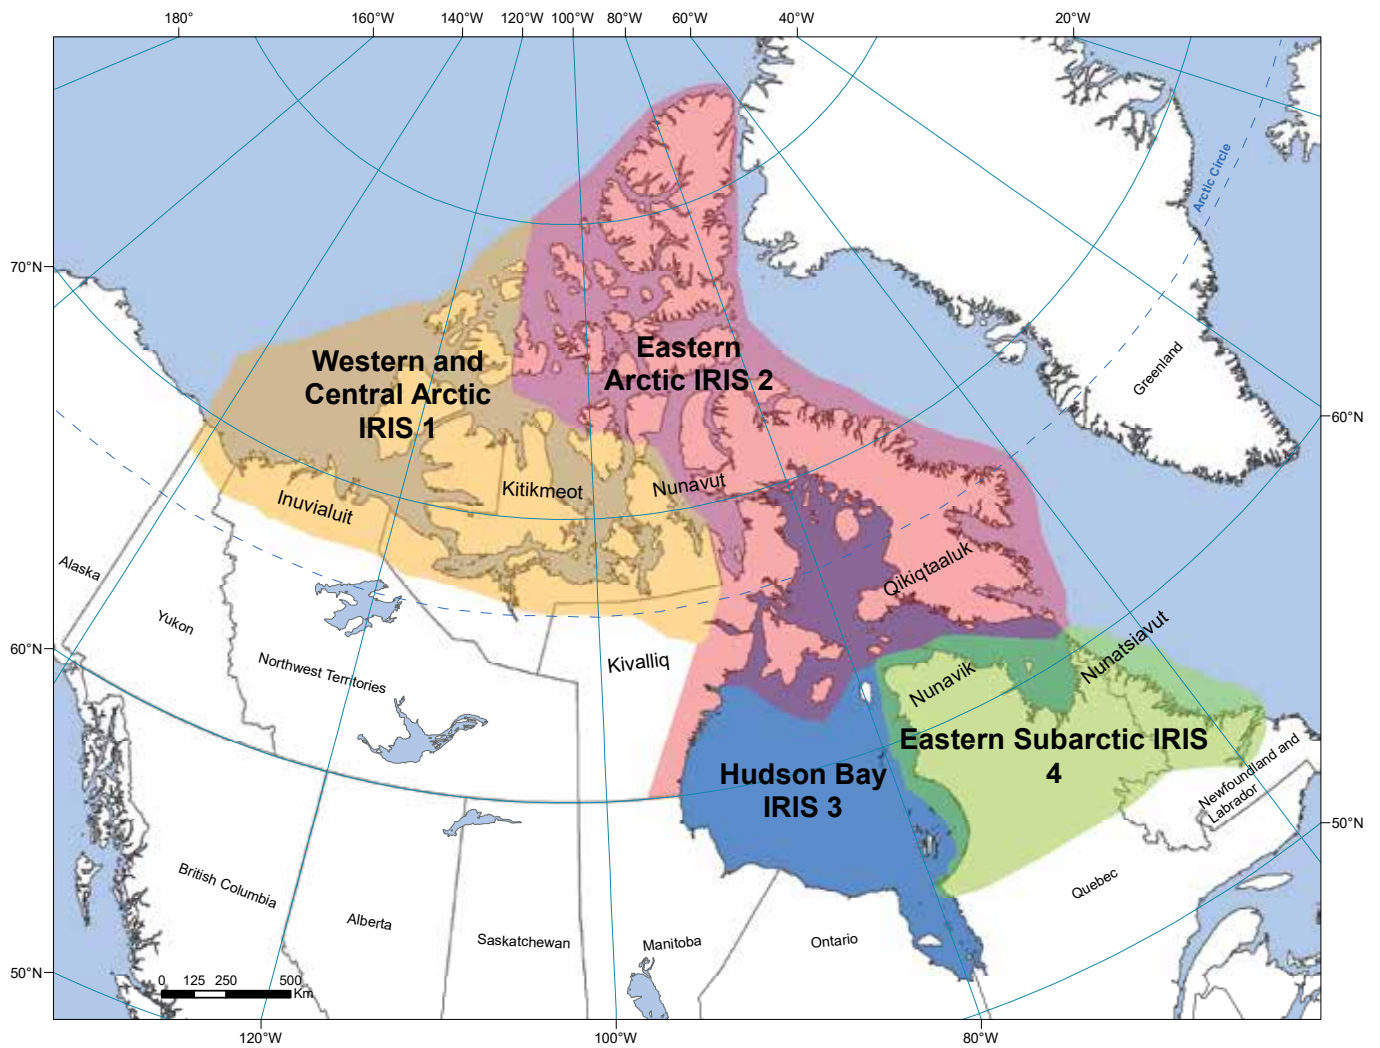 180°
160°W
140°W
120°W
100°W
80°W
60°W
40°W
20°W
Arctic Circle
70°N
Western and
Central Arctic
IRIS 1
Eastern
Arctic IRIS 2
Greenland
60°N
Inuvialuit
Kitikmeot
Nunavut
Qikiqtaaluk
Alaska
Yukon
60°N
Northwest Territories
Kivalliq
Nunavik
Nunatsiavut
Eastern Subarctic IRIS
4
Hudson Bay
IRIS 3
Newfoundland and
Labrador
50°N
British Columbia
Alberta
Saskatchewan
Manitoba
Ontario
Quebec
50°N
0 125 250 500
Km
120°W
100°W
80°W